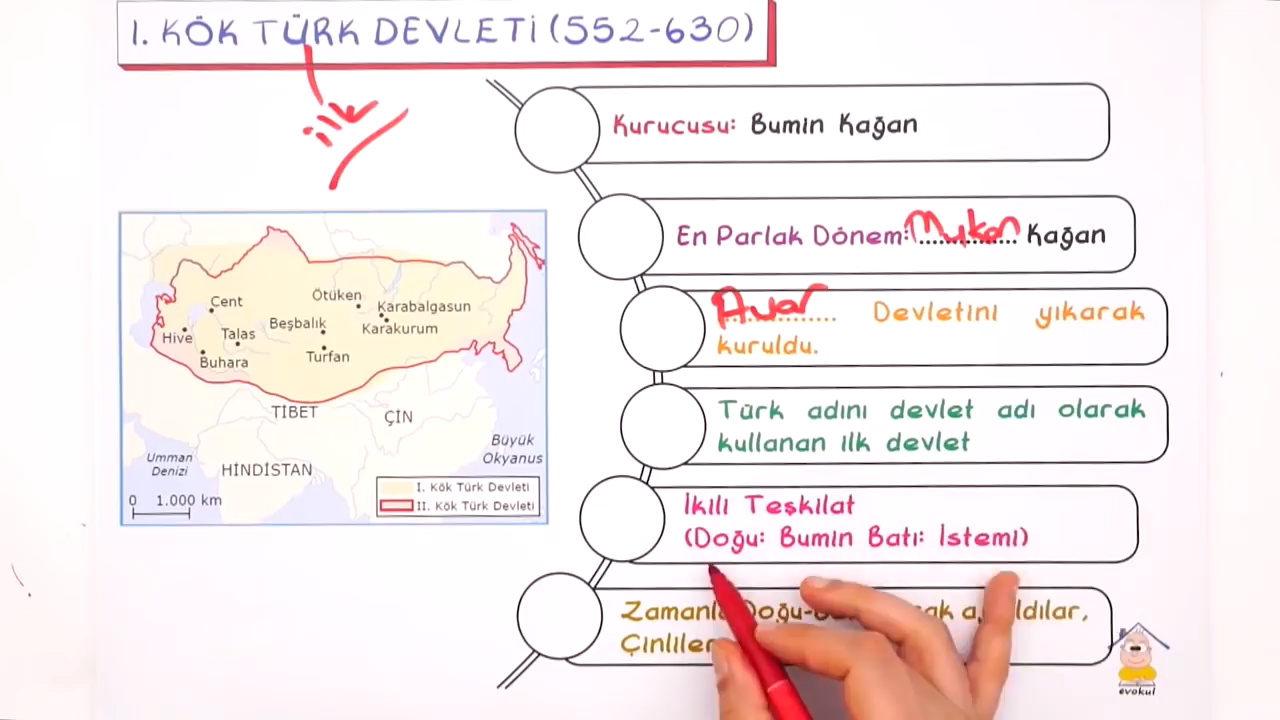 I. KÖK TÜRK DEVLETİ (552-630)
ilk
Kurucusu: Bumin Kağan
En Parlak Dönem: Mukan Kağan
Avar Devletini yıkarak
kuruldu.
Türk adını devlet adı olarak
kullanan ilk devlet
İkili Teşkilat
(Doğu: Bumin Batı: İstemi)
Çinliler
Cent
Ötüken
Karabalgasun
Hive
Talas
Beşbalık
Karakurum
Buhara
Turfan
TİBET
ÇİN
Büyük
Okyanus
Umman
Denizi
HİNDİSTAN
0 1.000 km
I. Kök Türk Devleti
II. Kök Türk Devleti
evokul